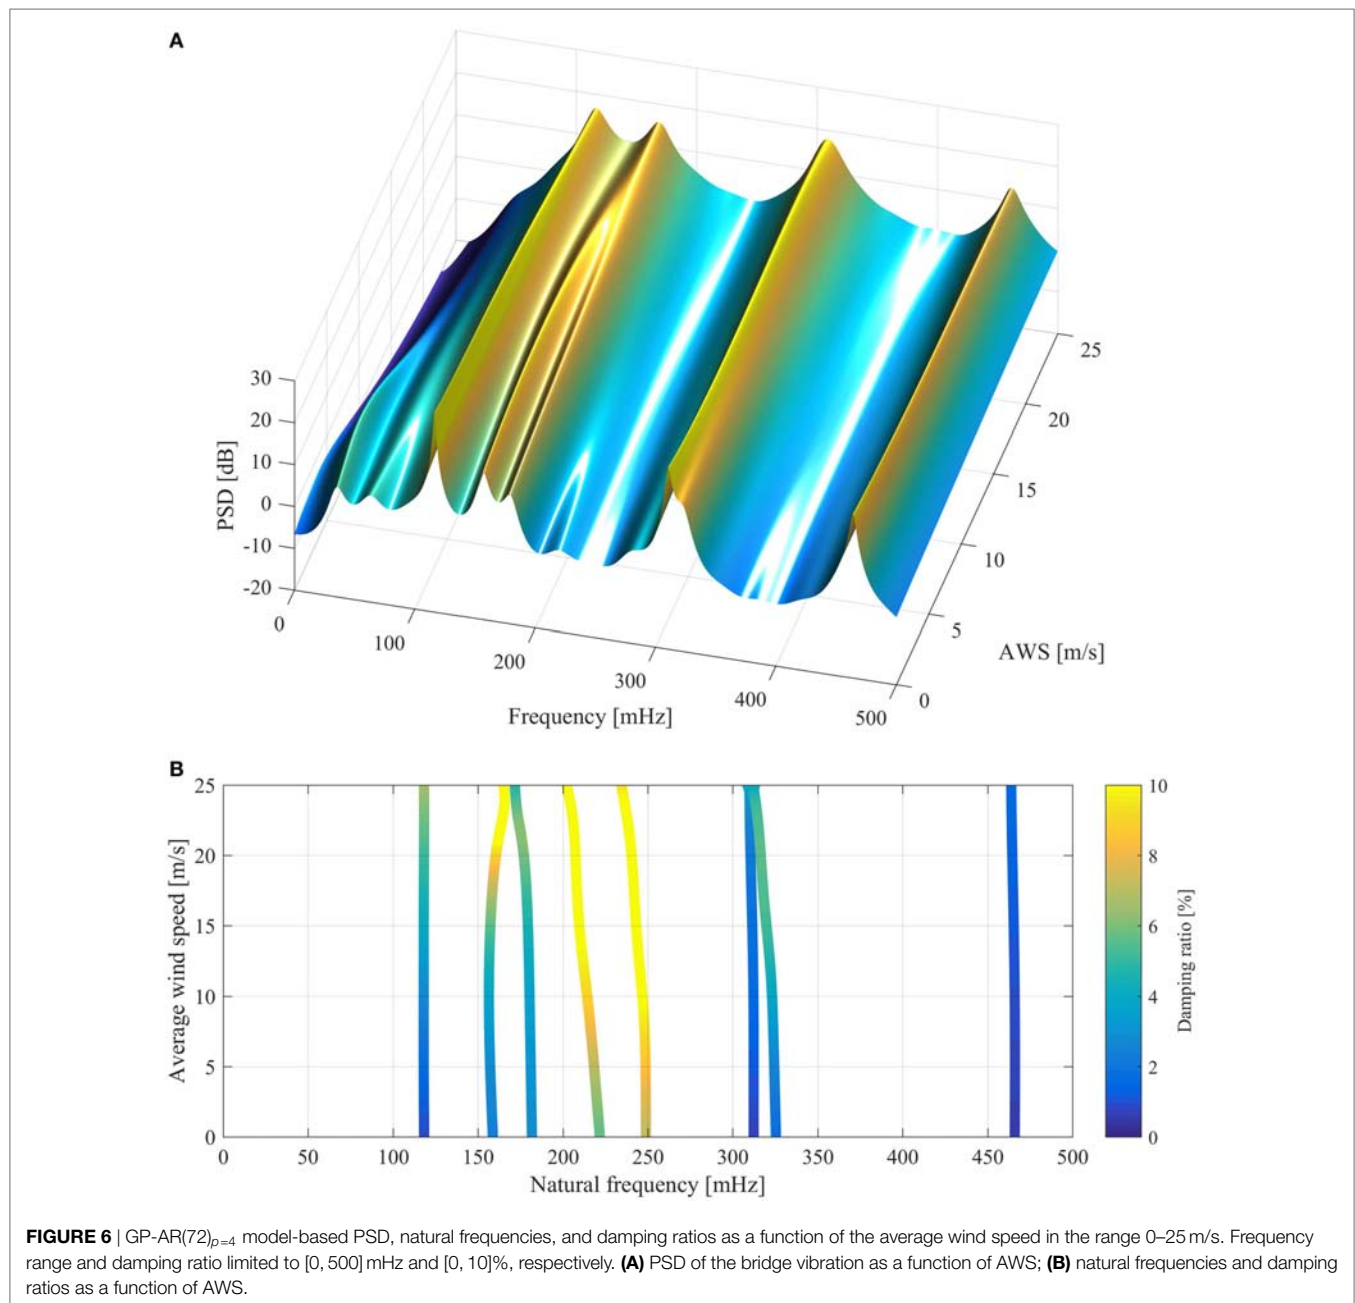 A
30
20
10
0
-10
-20
PSD [dB]
0
100
200
300
400
500
Frequency [mHz]
0
5
10
15
20
25
AWS [m/s]
B
25
20
15
10
5
0
Average wind speed [m/s]
0 50 100 150 200 250 300 350 400 450 500
Natural frequency [mHz]
10
8
6
4
2
0
Damping ratio [%]
FIGURE 6 | GP-AR(72)p=4 model-based PSD, natural frequencies, and damping ratios as a function of the average wind speed in the range 0–25 m/s. Frequency
range and damping ratio limited to [0, 500] mHz and [0, 10]%, respectively. (A) PSD of the bridge vibration as a function of AWS; (B) natural frequencies and damping
ratios as a function of AWS.